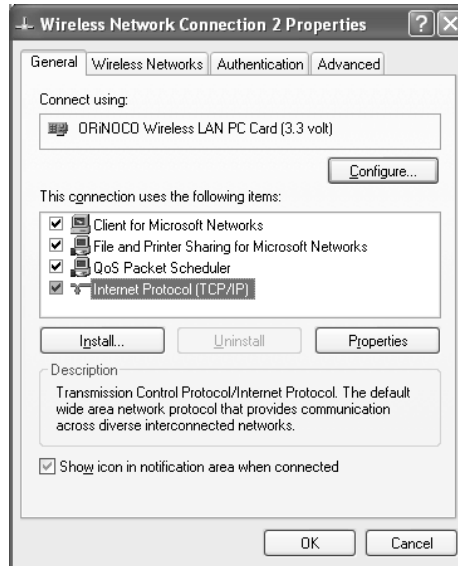 Wireless Network Connection 2 Properties
General Wireless Networks Authentication Advanced
Connect using:
ORiNOCO Wireless LAN PC Card (3.3 volt)
Configure...
This connection uses the following items:
Client for Microsoft Networks
File and Printer Sharing for Microsoft Networks
QoS Packet Scheduler
Internet Protocol (TCP/IP)
Install... Uninstall Properties
Description
Transmission Control Protocol/Internet Protocol. The default
wide area network protocol that provides communication
across diverse interconnected networks.
Show icon in notification area when connected
OK Cancel